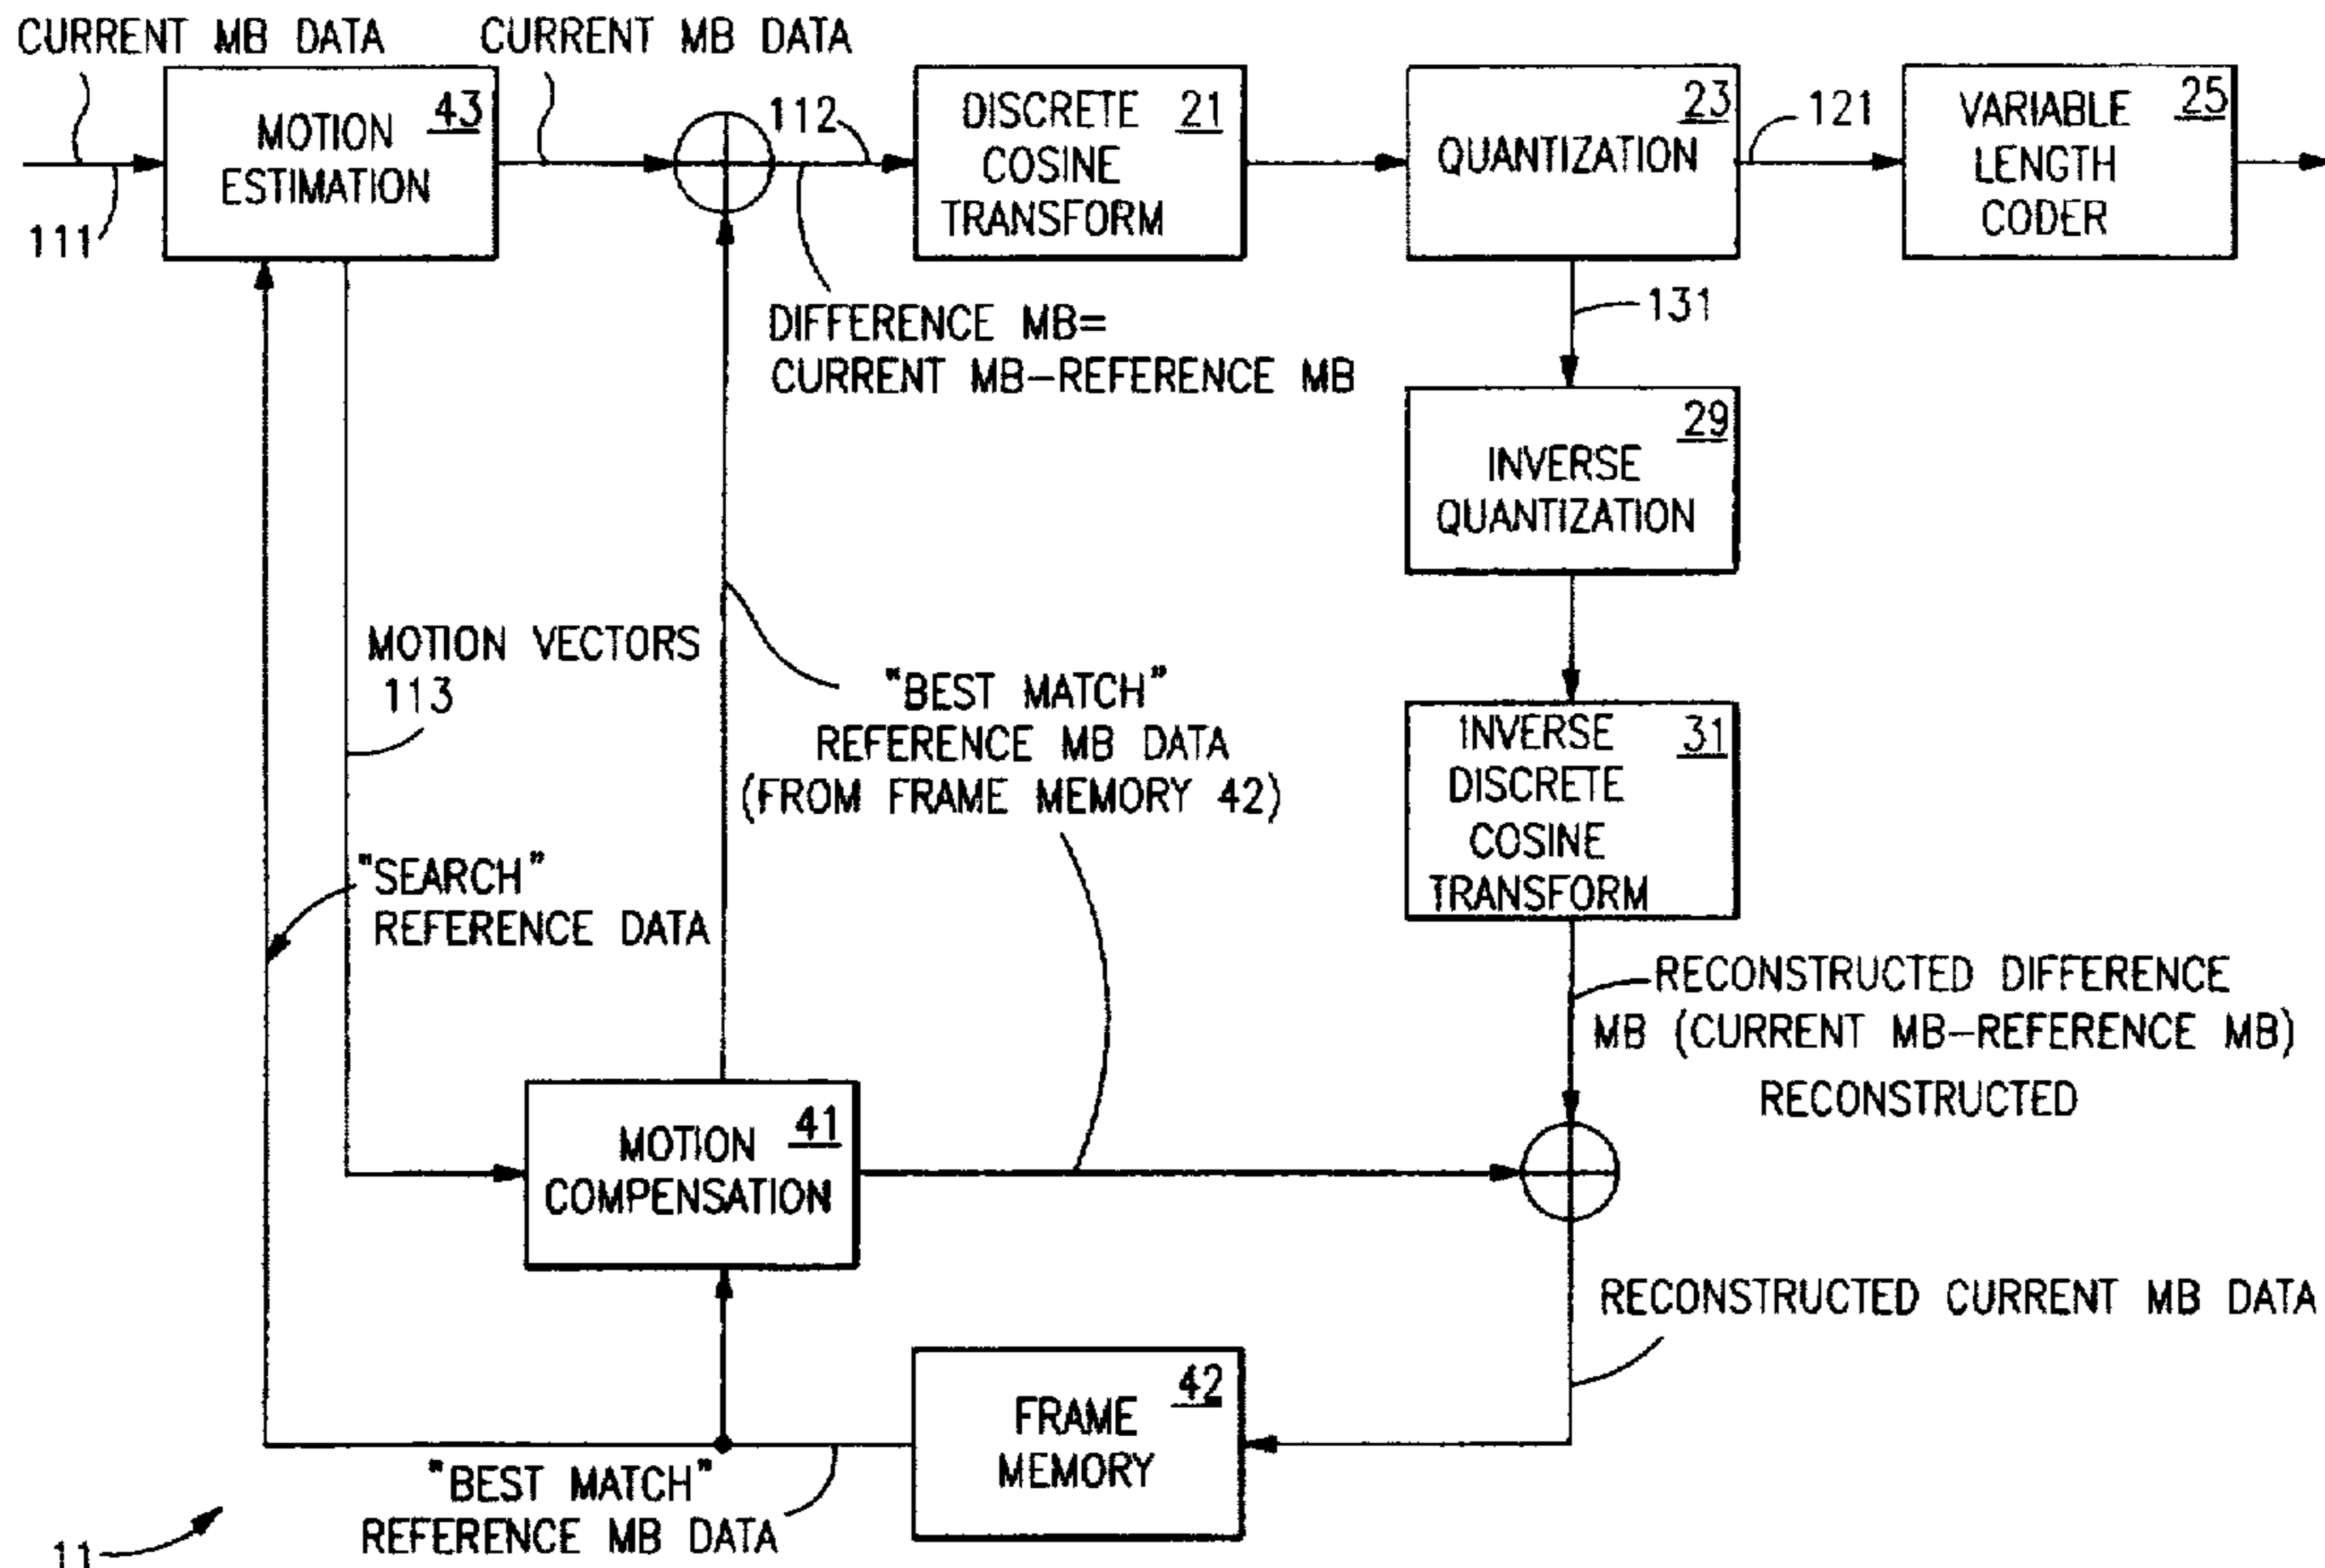 CURRENT MB DATA
CURRENT MB DATA
43
MOTION
ESTIMATION
111
112
DISCRETE
COSINE
TRANSFORM
21
QUANTIZATION
23
121
VARIABLE
LENGTH
CODER
25
DIFFERENCE MB=
CURRENT MB-REFERENCE MB
131
29
INVERSE
QUANTIZATION
MOTION VECTORS
113
"BEST MATCH"
REFERENCE MB DATA
(FROM FRAME MEMORY 42)
INVERSE
DISCRETE
COSINE
TRANSFORM
31
"SEARCH"
REFERENCE DATA
RECONSTRUCTED DIFFERENCE
MB (CURRENT MB-REFERENCE MB)
RECONSTRUCTED
41
MOTION
COMPENSATION
RECONSTRUCTED CURRENT MB DATA
42
FRAME
MEMORY
"BEST MATCH"
REFERENCE MB DATA
11